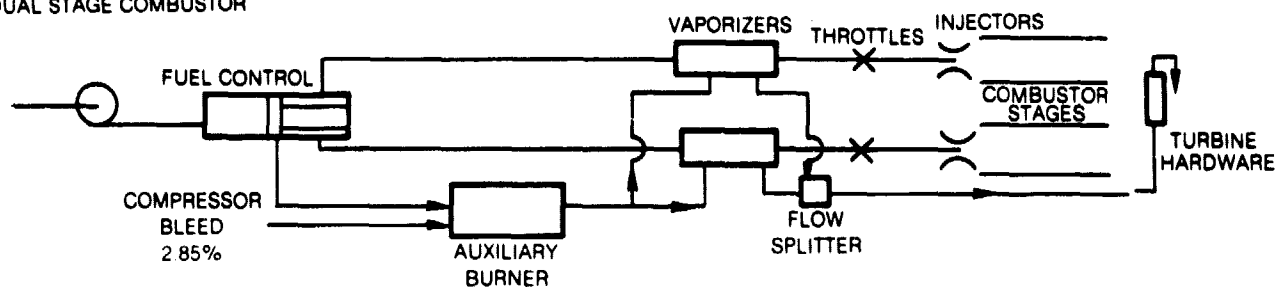 DUAL STAGE COMBUSTOR
VAPORIZERS
THROTTLES
INJECTORS
FUEL CONTROL
COMBUSTOR
STAGES
TURBINE
HARDWARE
COMPRESSOR
BLEED
2.85%
AUXILIARY
BURNER
FLOW
SPLITTER